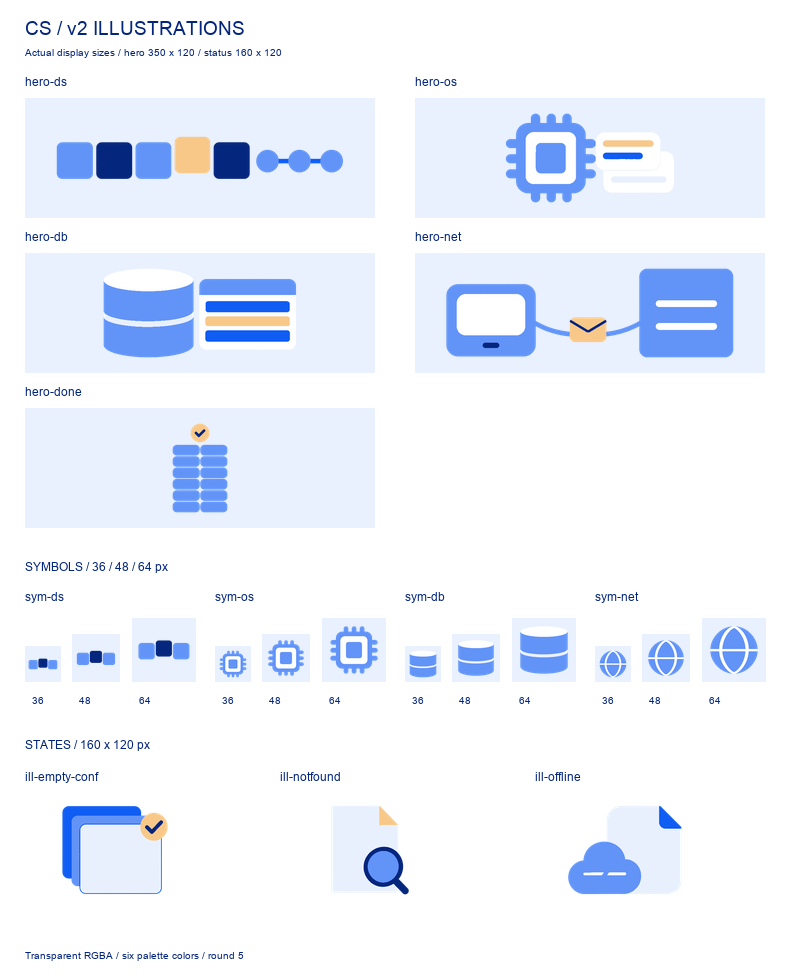 CS / v2 ILLUSTRATIONS
Actual display sizes / hero 350 x 120 / status 160 x 120
hero-ds
hero-os
hero-db
hero-net
hero-done
SYMBOLS / 36 / 48 / 64 px
sym-ds
sym-os
sym-db
sym-net
36 48 64
36 48 64
36 48 64
36 48 64
STATES / 160 x 120 px
ill-empty-conf
ill-notfound
ill-offline
Transparent RGBA / six palette colors / round 5